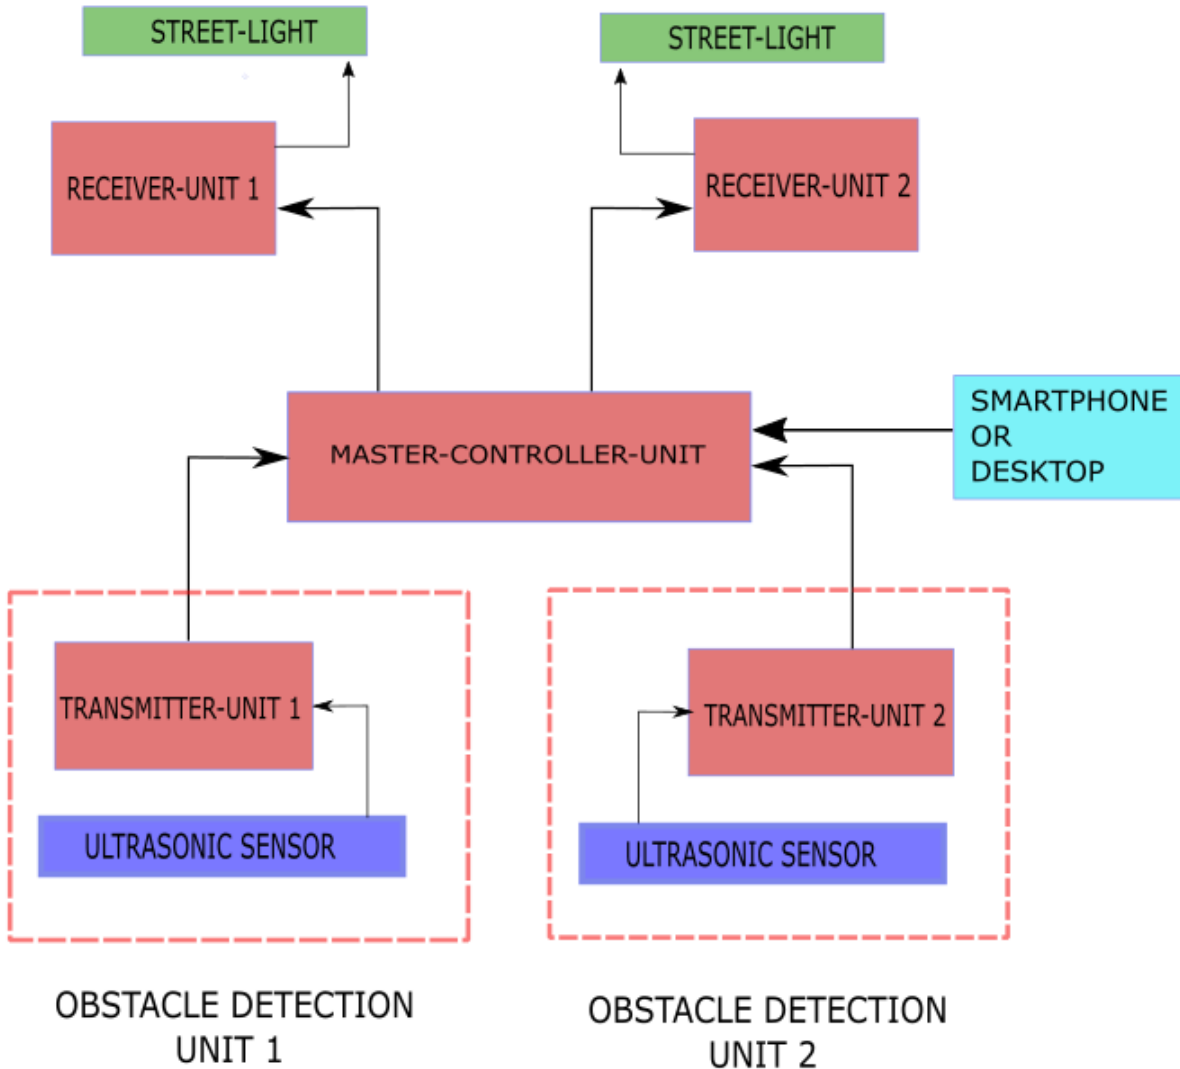 STREET-LIGHT
STREET-LIGHT
RECEIVER-UNIT 1
RECEIVER-UNIT 2
MASTER-CONTROLLER-UNIT
SMARTPHONE
OR
DESKTOP
TRANSMITTER-UNIT 1
TRANSMITTER-UNIT 2
ULTRASONIC SENSOR
ULTRASONIC SENSOR
OBSTACLE DETECTION
UNIT 1
OBSTACLE DETECTION
UNIT 2